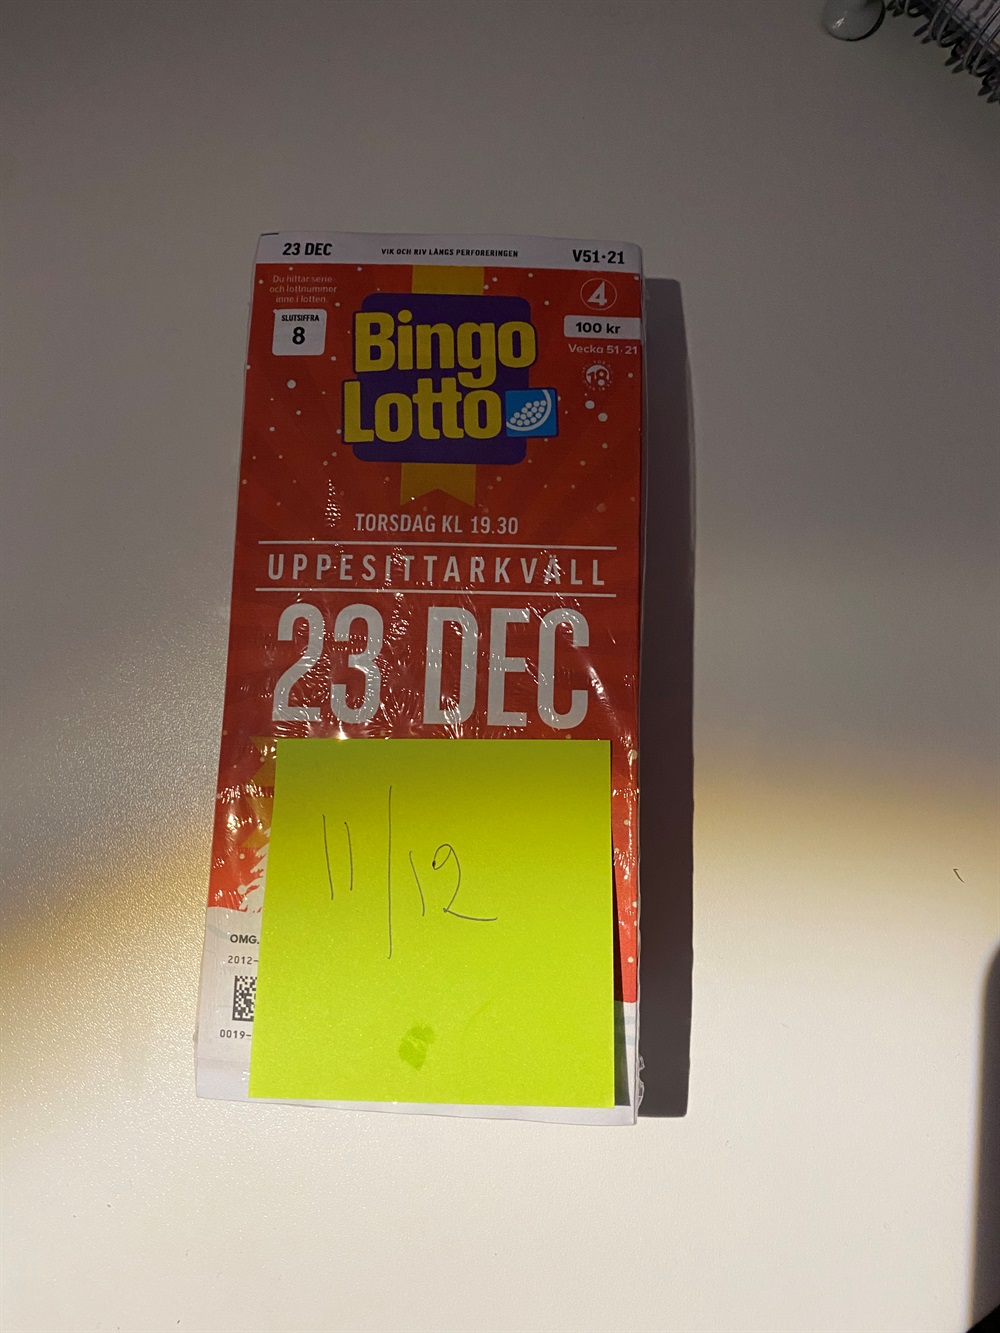 23 DEC
VIK OCH RIV LÄNGS PERFORERINGEN
V51·21
Du hittar serie-
och lottnummer
inne i lotten.
SLUTSIFFRA
8
4
100 kr
Vecka 51·21
18
Bingo
Lotto
TORSDAG KL 19.30
UPPESITTARKVÄLL
23 DEC
11/12
OMG.
2012-
0019-